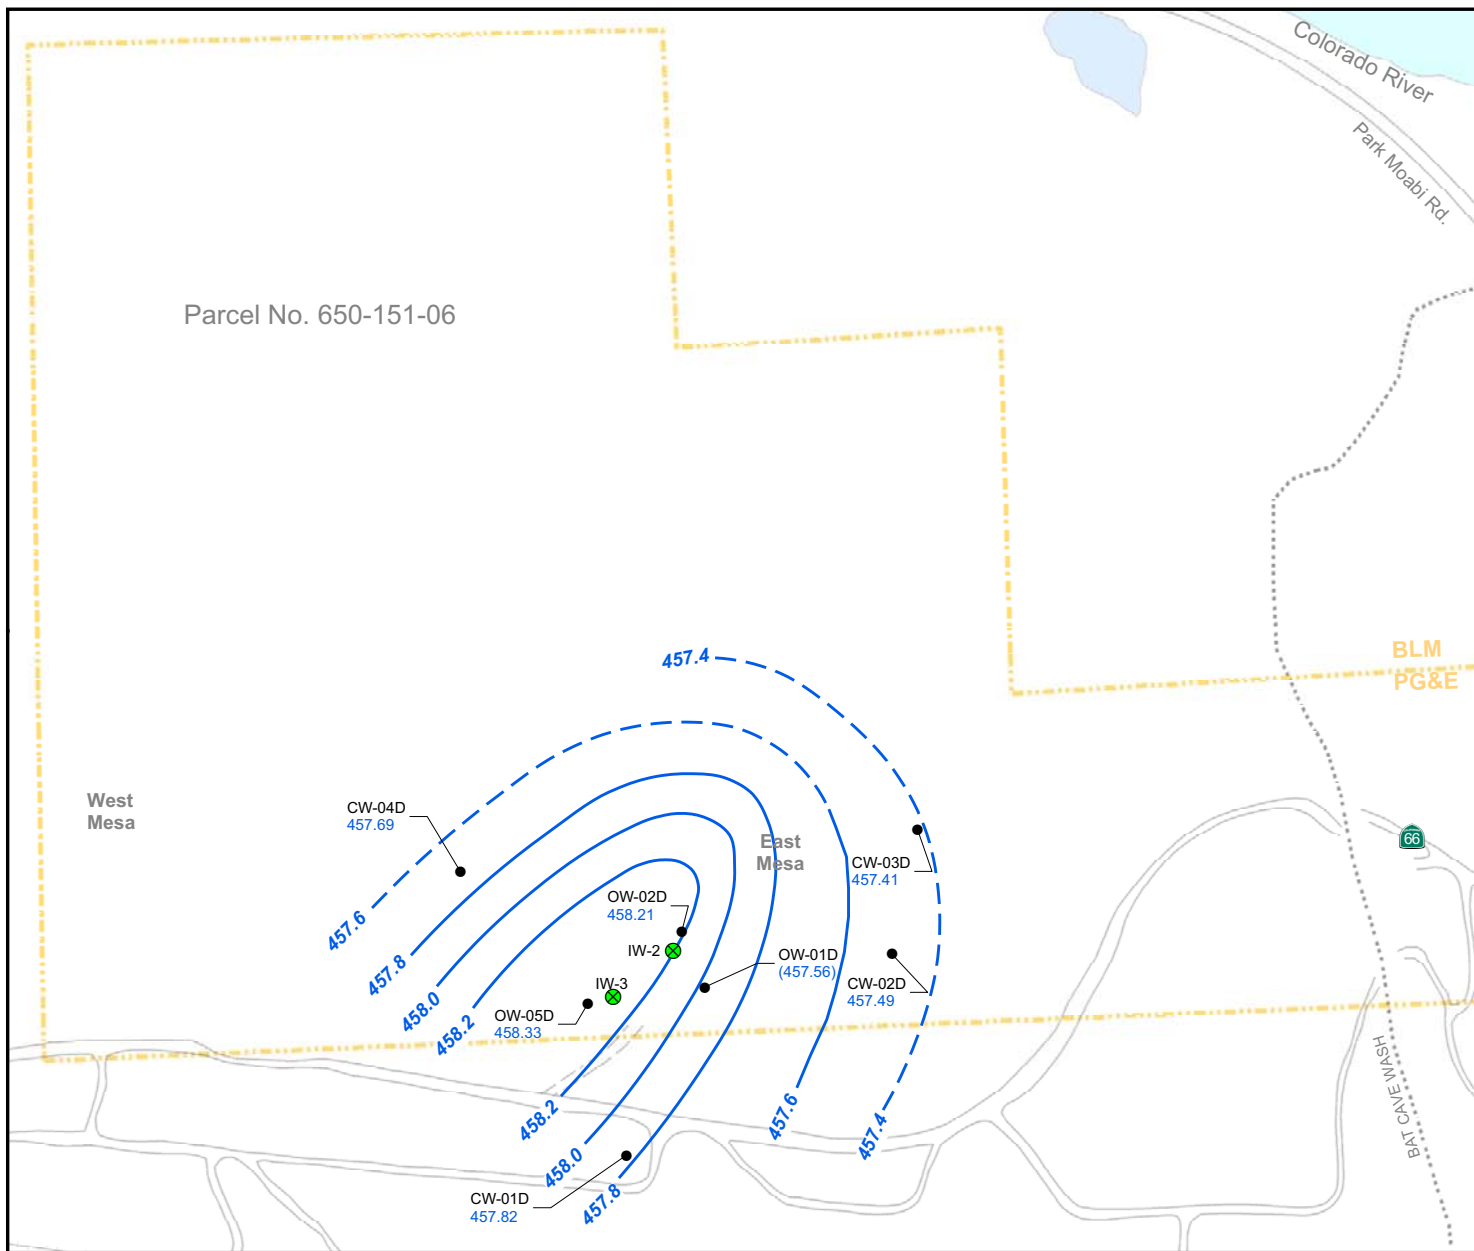 Colorado River
Park Moabi Rd.
Parcel No. 650-151-06
BLM
PG&E
457.4
West
Mesa
CW-04D
457.69
East
Mesa
66
CW-03D
457.41
OW-02D
458.21
457.6
IW-2
OW-01D
(457.56)
457.8
IW-3
CW-02D
457.49
458.0
OW-05D
458.33
458.2
BAT CAVE WASH
458.2
457.6
457.4
458.0
CW-01D
457.82
457.8